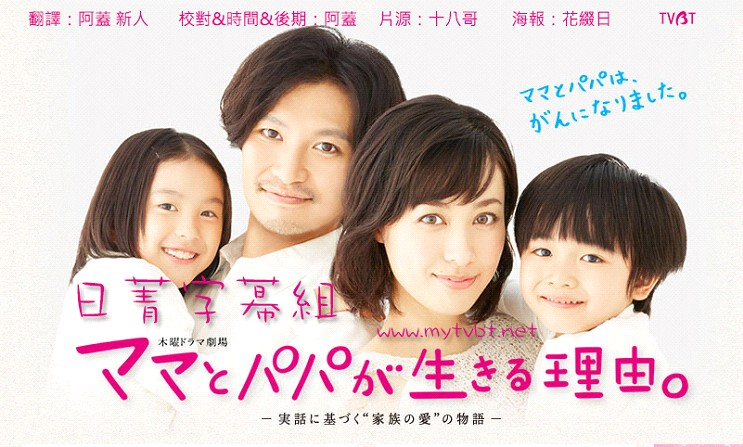 翻譯：阿蓋 新人 校對&時間&後期：阿蓋 片源：十八哥 海報：花綴日 TVBT
ママとパパは、
がんになりました。
日菁字幕組
www.mytvbt.net
木曜ドラマ劇場
ママとパパが生きる理由。
－実話に基づく“家族の愛”の物語－